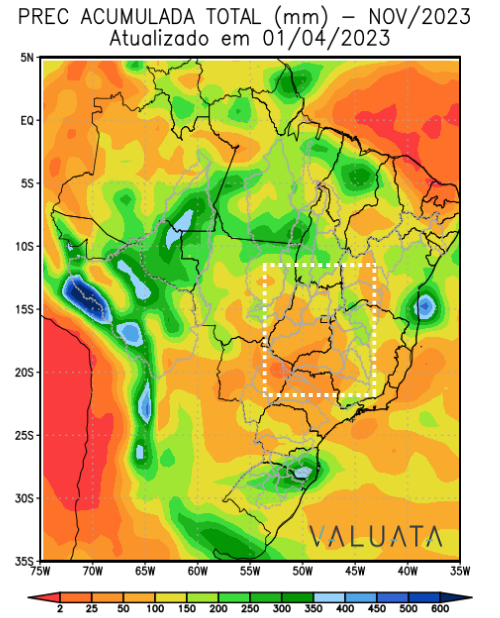 PREC ACUMULADA TOTAL (mm) – NOV/2023
Atualizado em 01/04/2023
5N
EQ
5S
10S
15S
20S
25S
30S
35S
75W 70W 65W 60W 55W 50W 45W 40W 35W
VALUATA
2 25 50 100 150 200 250 300 350 400 450 500 600